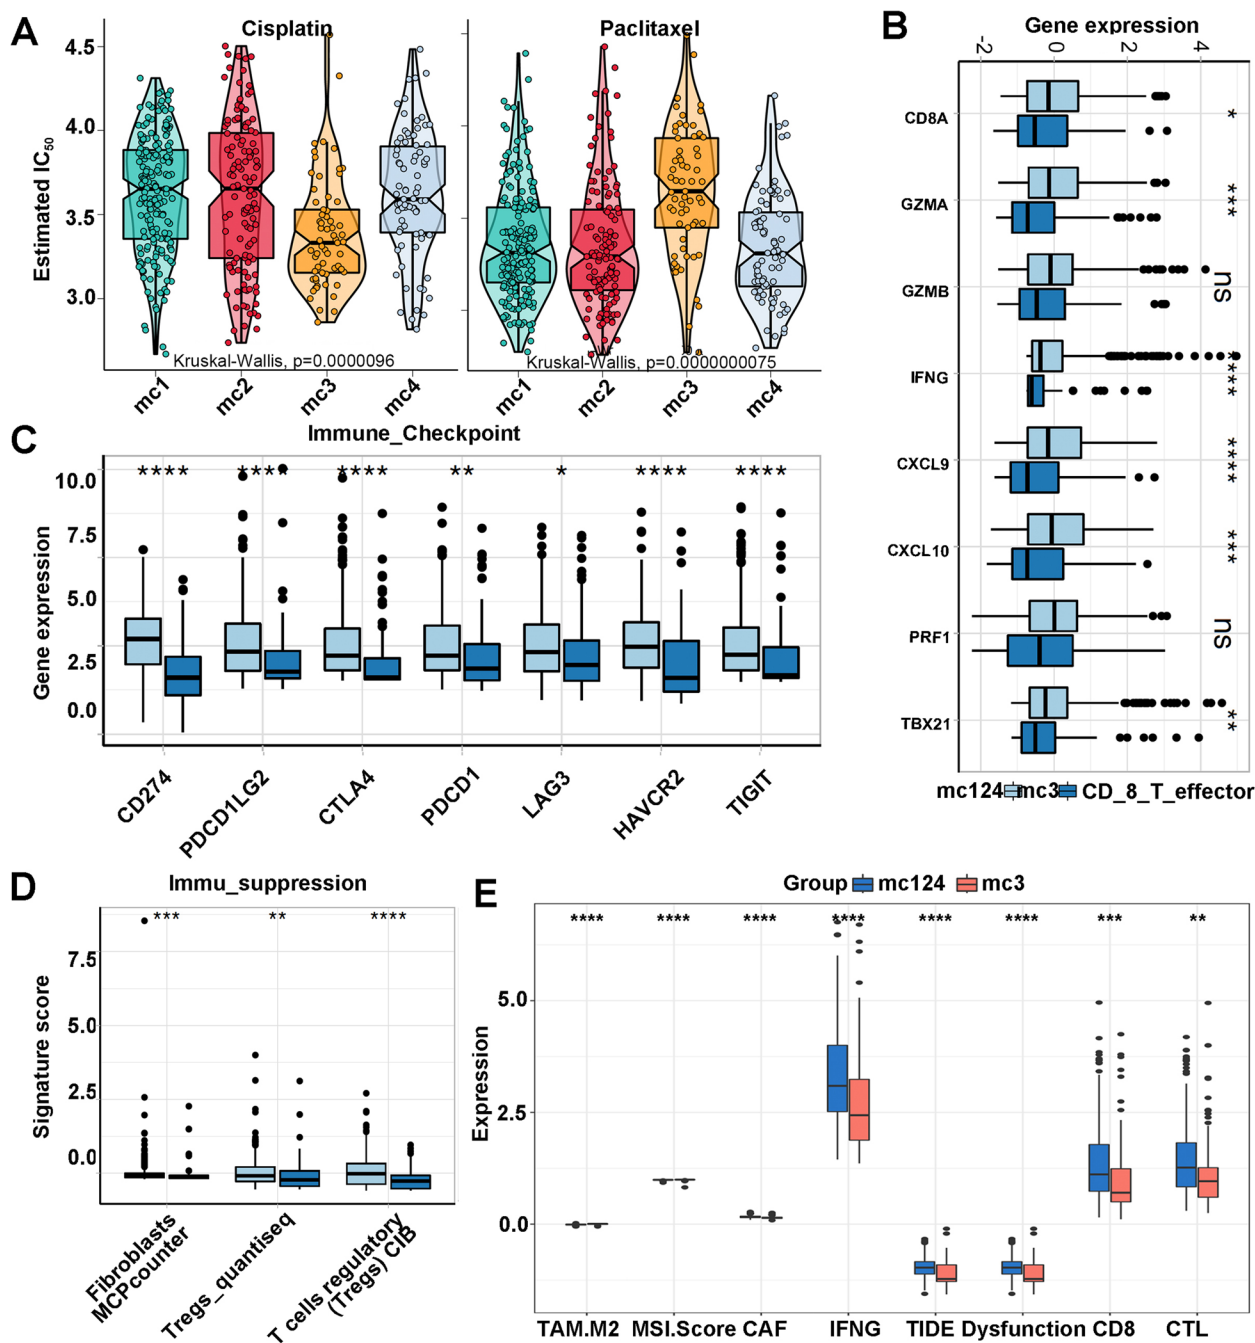 A
Cisplatin
Paclitaxel
Estimated IC50
4.5
4.0
3.5
3.0
Kruskal-Wallis, p=0.0000096
Kruskal-Wallis, p=0.0000000075
mc1
mc2
mc3
mc4
mc1
mc2
mc3
mc4
B
Gene expression
-2
0
2
4
CD8A
*
GZMA
***
GZMB
ns
IFNG
****
CXCL9
****
CXCL10
***
PRF1
ns
TBX21
**
mc124 mc3 CD_8_T_effector
C
Immune_Checkpoint
Gene expression
10.0
7.5
5.0
2.5
0.0
**** **** **** ** * **** ****
CD274
PDCD1LG2
CTLA4
PDCD1
LAG3
HAVCR2
TIGIT
D
Immu_suppression
Signature score
7.5
5.0
2.5
0.0
*** ** ****
Fibroblasts
MCPcounter
Tregs_quantiseq
T cells regulatory
(Tregs) CIB
E
Group mc124 mc3
Expression
5.0
2.5
0.0
**** **** **** **** **** **** *** **
TAM.M2 MSI.Score CAF IFNG TIDE Dysfunction CD8 CTL